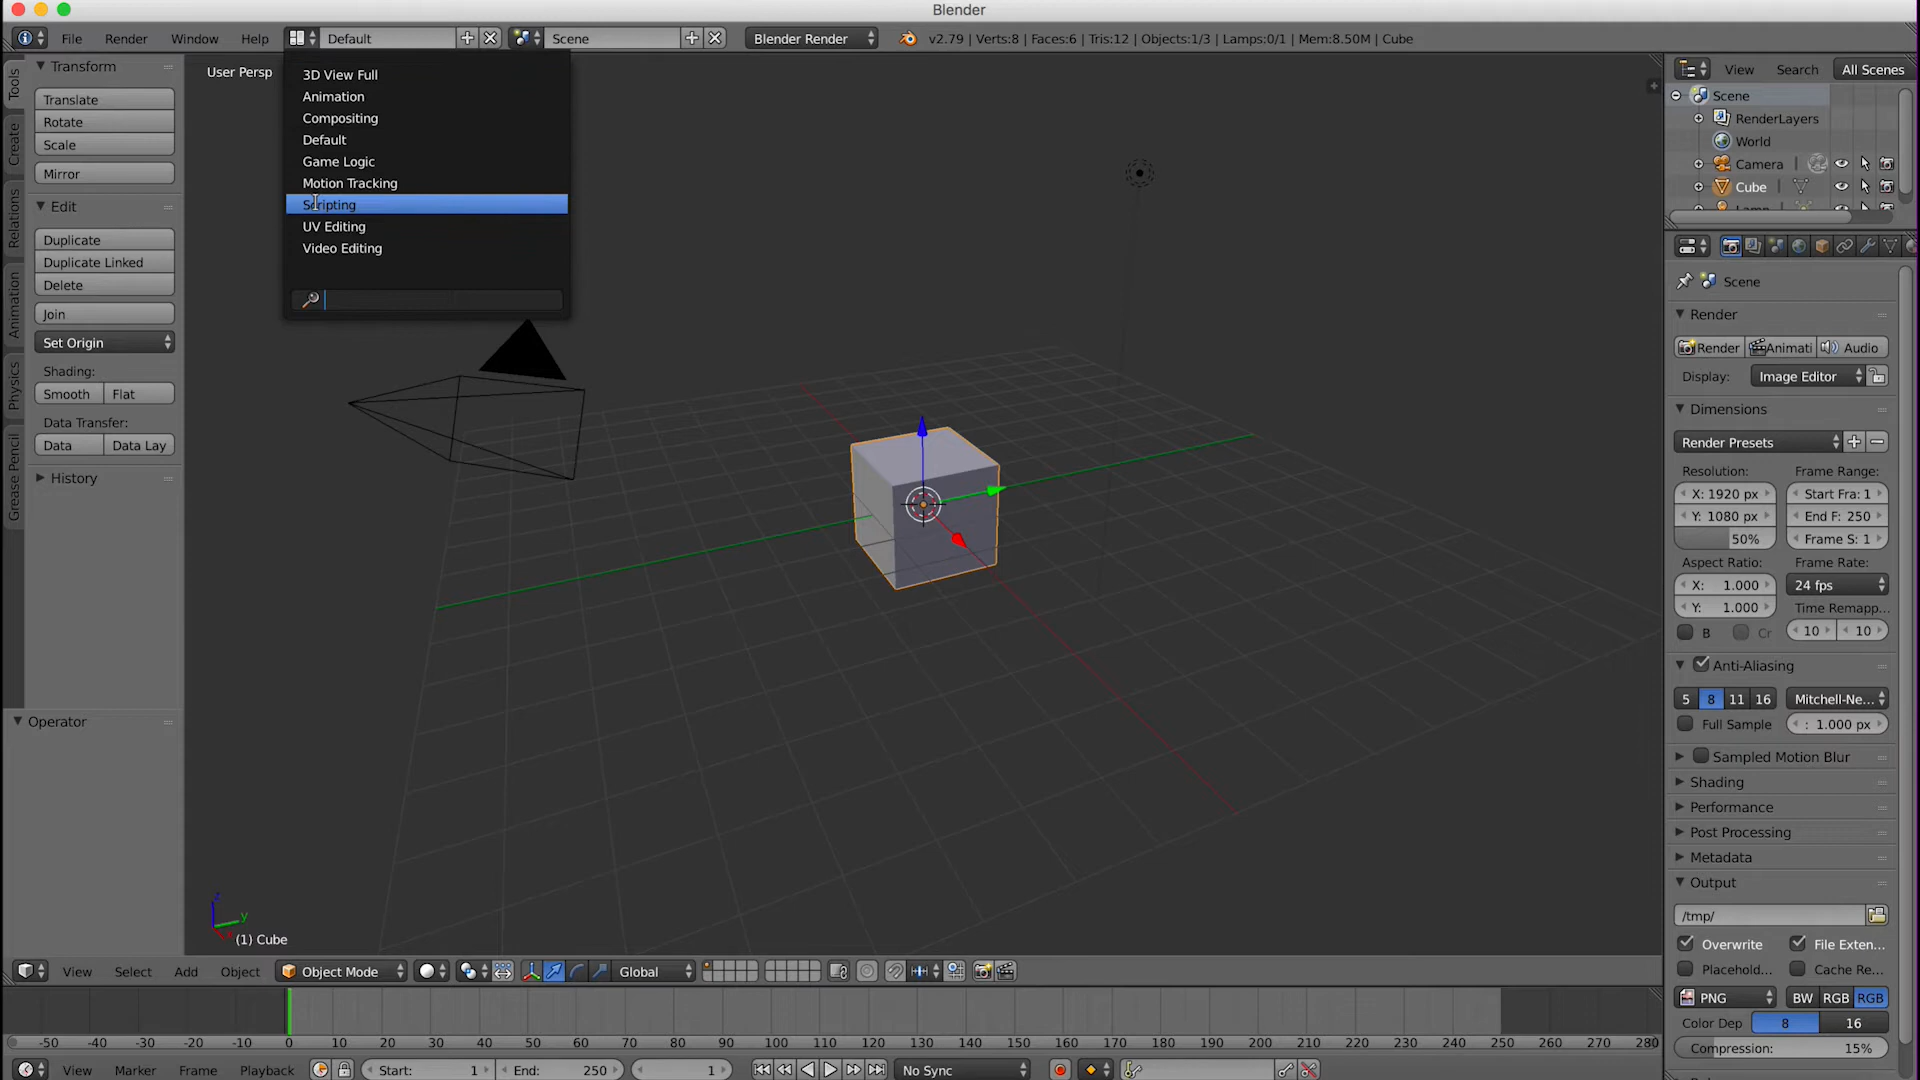 Blender
File Render Window Help Default Scene Blender Render v2.79 | Verts:8 | Faces:6 | Tris:12 | Objects:1/3 | Lamps:0/1 | Mem:8.50M | Cube
Tools
Create
Relations
Animation
Physics
Grease Pencil
Transform
Translate
Rotate
Scale
Mirror
Edit
Duplicate
Duplicate Linked
Delete
Join
Set Origin
Shading:
Smooth Flat
Data Transfer:
Data Data Lay
History
Operator
User Persp
3D View Full
Animation
Compositing
Default
Game Logic
Motion Tracking
Scripting
UV Editing
Video Editing
z
y
(1) Cube
View Select Add Object Object Mode Global
-50 -40 -30 -20 -10 0 10 20 30 40 50 60 70 80 90 100 110 120 130 140 150 160 170 180 190 200 210 220 230 240 250 260 270 280
View Marker Frame Playback Start: 1 End: 250 1 No Sync
View Search All Scenes
Scene
RenderLayers
World
Camera
Cube
Lamp
Scene
Render
Render Animati Audio
Display: Image Editor
Dimensions
Render Presets
Resolution: Frame Range:
X: 1920 px Start Fra: 1
Y: 1080 px End F: 250
50% Frame S: 1
Aspect Ratio: Frame Rate:
X: 1.000 24 fps
Y: 1.000 Time Remapp...
B Cr 10 10
Anti-Aliasing
5 8 11 16 Mitchell-Ne...
Full Sample : 1.000 px
Sampled Motion Blur
Shading
Performance
Post Processing
Metadata
Output
/tmp/
Overwrite File Exten...
Placehold... Cache Re...
PNG BW RGB RGB
Color Dep 8 16
Compression: 15%